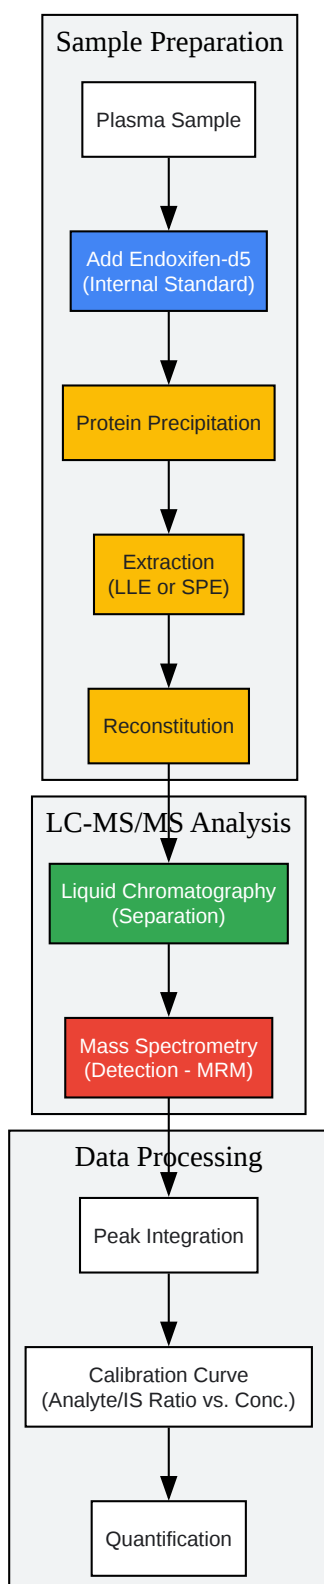 Sample Preparation
Plasma Sample
Add Endoxifen-d5
(Internal Standard)
Protein Precipitation
Extraction
(LLE or SPE)
Reconstitution
LC-MS/MS Analysis
Liquid Chromatography
(Separation)
Mass Spectrometry
(Detection - MRM)
Data Processing
Peak Integration
Calibration Curve
(Analyte/IS Ratio vs. Conc.)
Quantification